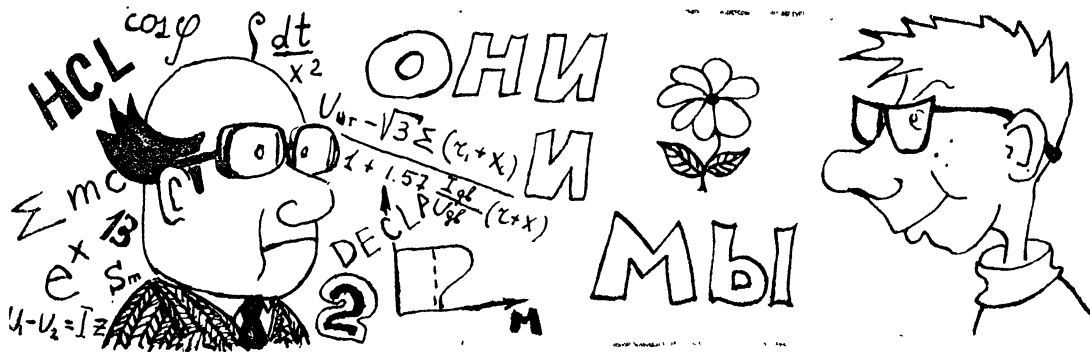 cos φ
∫ dt / x²
HCL
ОНИ
И
МЫ
Σ mc
13
e^x
Sm
DECLP
2
м
U₁-U₂=Iz